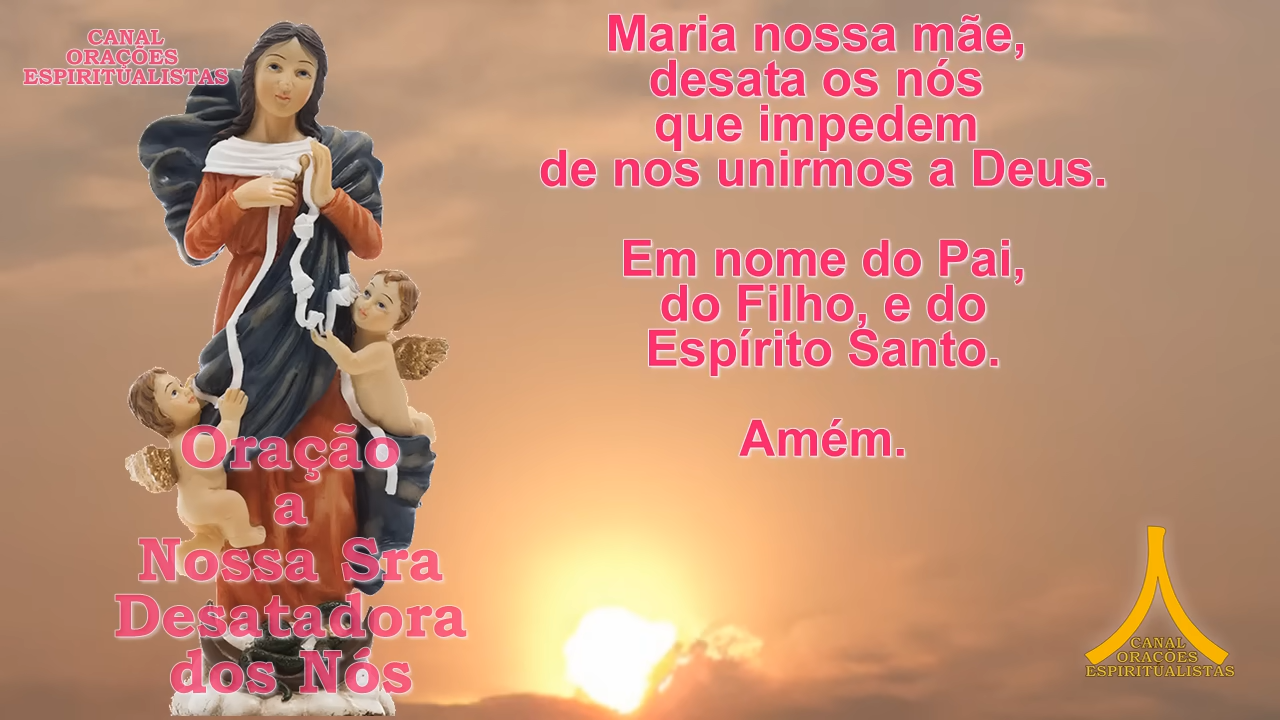 CANAL
ORAÇÕES
ESPIRITUALISTAS
Maria nossa mãe,
desata os nós
que impedem
de nos unirmos a Deus.
Em nome do Pai,
do Filho, e do
Espírito Santo.
Amém.
Oração
a
Nossa Sra
Desatadora
dos Nós
CANAL
ORAÇÕES
ESPIRITUALISTAS